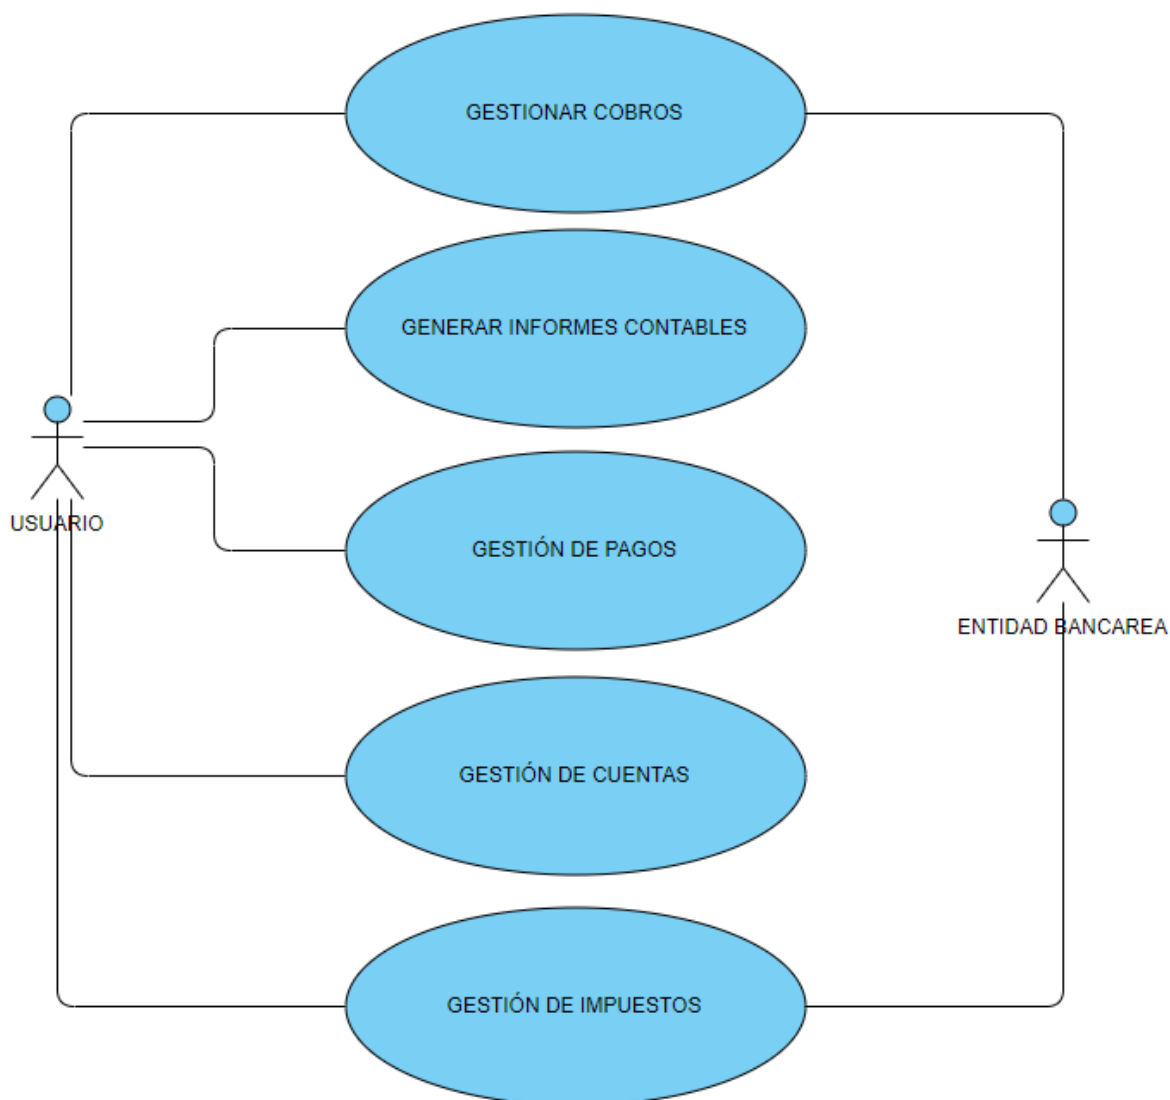 GESTIONAR COBROS
GENERAR INFORMES CONTABLES
USUARIO
GESTIÓN DE PAGOS
ENTIDAD BANCAREA
GESTIÓN DE CUENTAS
GESTIÓN DE IMPUESTOS